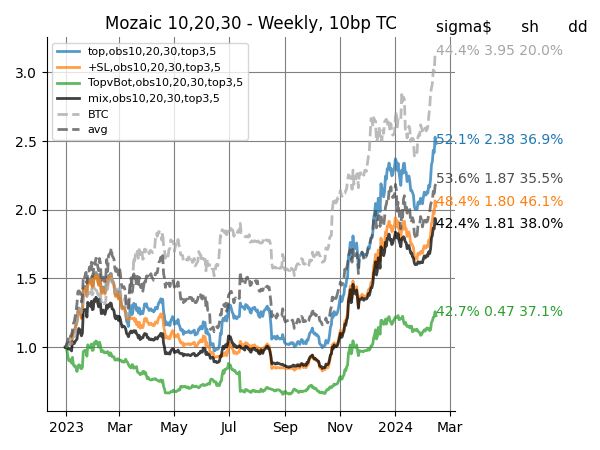 Mozaic 10,20,30 - Weekly, 10bp TC
sigma$ sh dd
top,obs10,20,30,top3,5
+SL,obs10,20,30,top3,5
TopvBot,obs10,20,30,top3,5
mix,obs10,20,30,top3,5
BTC
avg
44.4% 3.95 20.0%
52.1% 2.38 36.9%
53.6% 1.87 35.5%
48.4% 1.80 46.1%
42.4% 1.81 38.0%
42.7% 0.47 37.1%
3.0
2.5
2.0
1.5
1.0
2023 Mar May Jul Sep Nov 2024 Mar